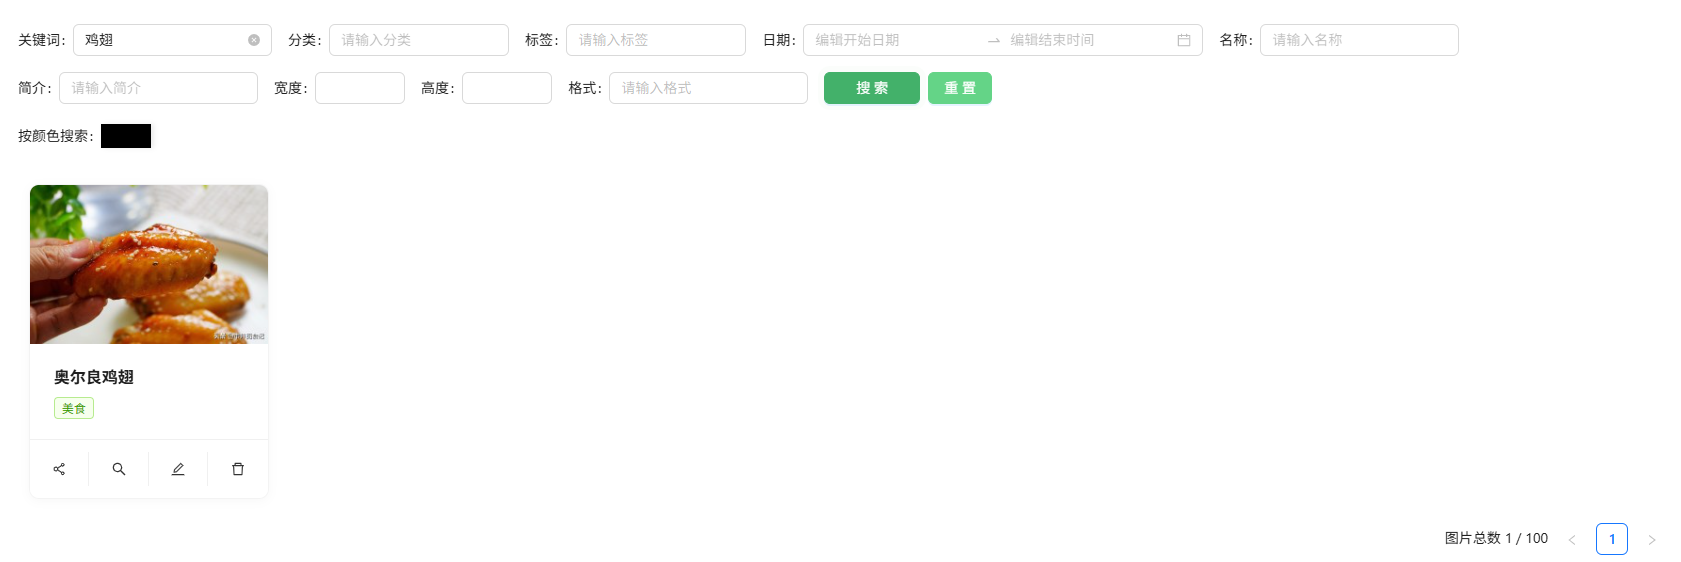 关键词: 鸡翅 分类: 请输入分类 标签: 请输入标签 日期: 编辑开始日期 编辑结束时间 名称: 请输入名称
简介: 请输入简介 宽度: 高度: 格式: 请输入格式 搜 索 重 置
按颜色搜索:
奥尔良鸡翅
美食
图片总数 1 / 100 1